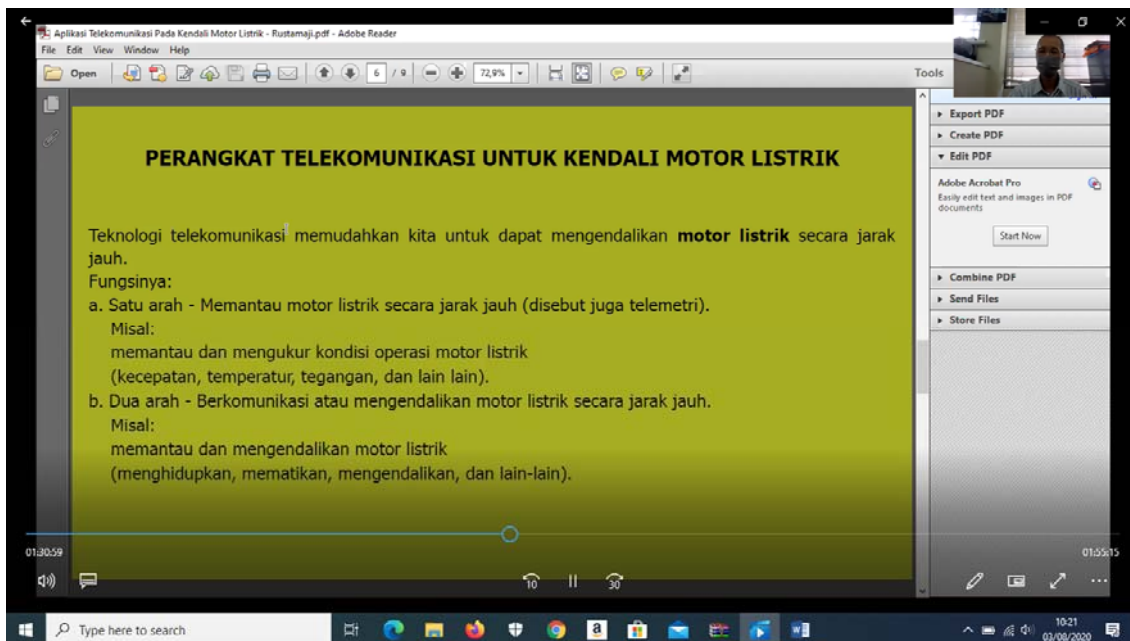 Aplikasi Telekomunikasi Pada Kendali Motor Listrik - Rustamaji.pdf - Adobe Reader
File Edit View Window Help
Open 6 / 9 72,9% Tools
Export PDF
Create PDF
Edit PDF
Adobe Acrobat Pro
Easily edit text and images in PDF
documents
Start Now
Combine PDF
Send Files
Store Files
PERANGKAT TELEKOMUNIKASI UNTUK KENDALI MOTOR LISTRIK
Teknologi telekomunikasi memudahkan kita untuk dapat mengendalikan motor listrik secara jarak
jauh.
Fungsinya:
a. Satu arah - Memantau motor listrik secara jarak jauh (disebut juga telemetri).
Misal:
memantau dan mengukur kondisi operasi motor listrik
(kecepatan, temperatur, tegangan, dan lain lain).
b. Dua arah - Berkomunikasi atau mengendalikan motor listrik secara jarak jauh.
Misal:
memantau dan mengendalikan motor listrik
(menghidupkan, mematikan, mengendalikan, dan lain-lain).
01:30:59
01:55:15
10
30
Type here to search
a
10:21
03/08/2020